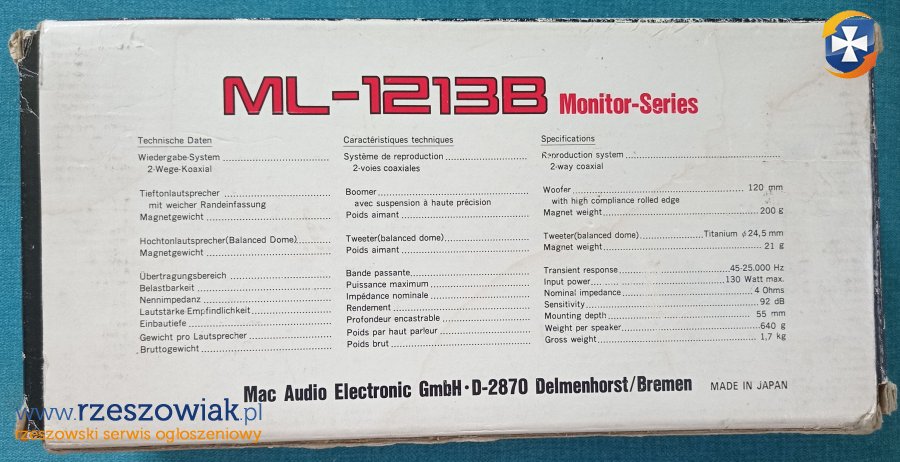 ML-1213B Monitor-Series
Technische Daten
Wiedergabe-System
2-Wege-Koaxial
Tieftonlautsprecher
mit weicher Randeinfassung
Magnetgewicht
Hochtonlautsprecher(Balanced Dome)
Magnetgewicht
Übertragungsbereich
Belastbarkeit
Nennimpedanz
Lautstärke-Empfindlichkeit
Einbautiefe
Gewicht pro Lautsprecher
Bruttogewicht
Caractéristiques techniques
Système de reproduction
2-voies coaxiales
Boomer
avec suspension à haute précision
Poids aimant
Tweeter(balanced dome)
Poids aimant
Bande passante
Puissance maximum
Impédance nominale
Rendement
Profondeur encastrable
Poids par haut parleur
Poids brut
Specifications
Reproduction system
2-way coaxial
Woofer 120 mm
with high compliance rolled edge
Magnet weight 200 g
Tweeter(balanced dome) Titanium φ24,5 mm
Magnet weight 21 g
Transient response 45-25.000 Hz
Input power 130 Watt max.
Nominal impedance 4 Ohms
Sensitivity 92 dB
Mounting depth 55 mm
Weight per speaker 640 g
Gross weight 1,7 kg
Mac Audio Electronic GmbH · D-2870 Delmenhorst/Bremen MADE IN JAPAN
www.rzeszowiak.pl
rzeszowski serwis ogłoszeniowy